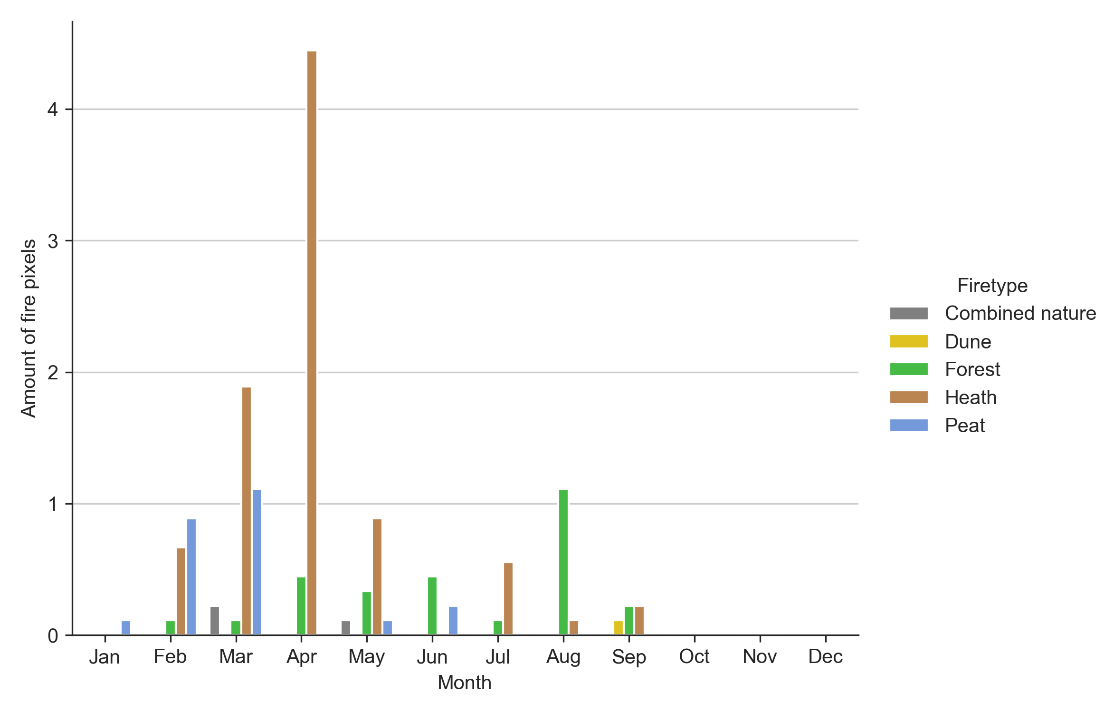 Amount of fire pixels
4
3
2
1
0
Jan Feb Mar Apr May Jun Jul Aug Sep Oct Nov Dec
Month
Firetype
Combined nature
Dune
Forest
Heath
Peat